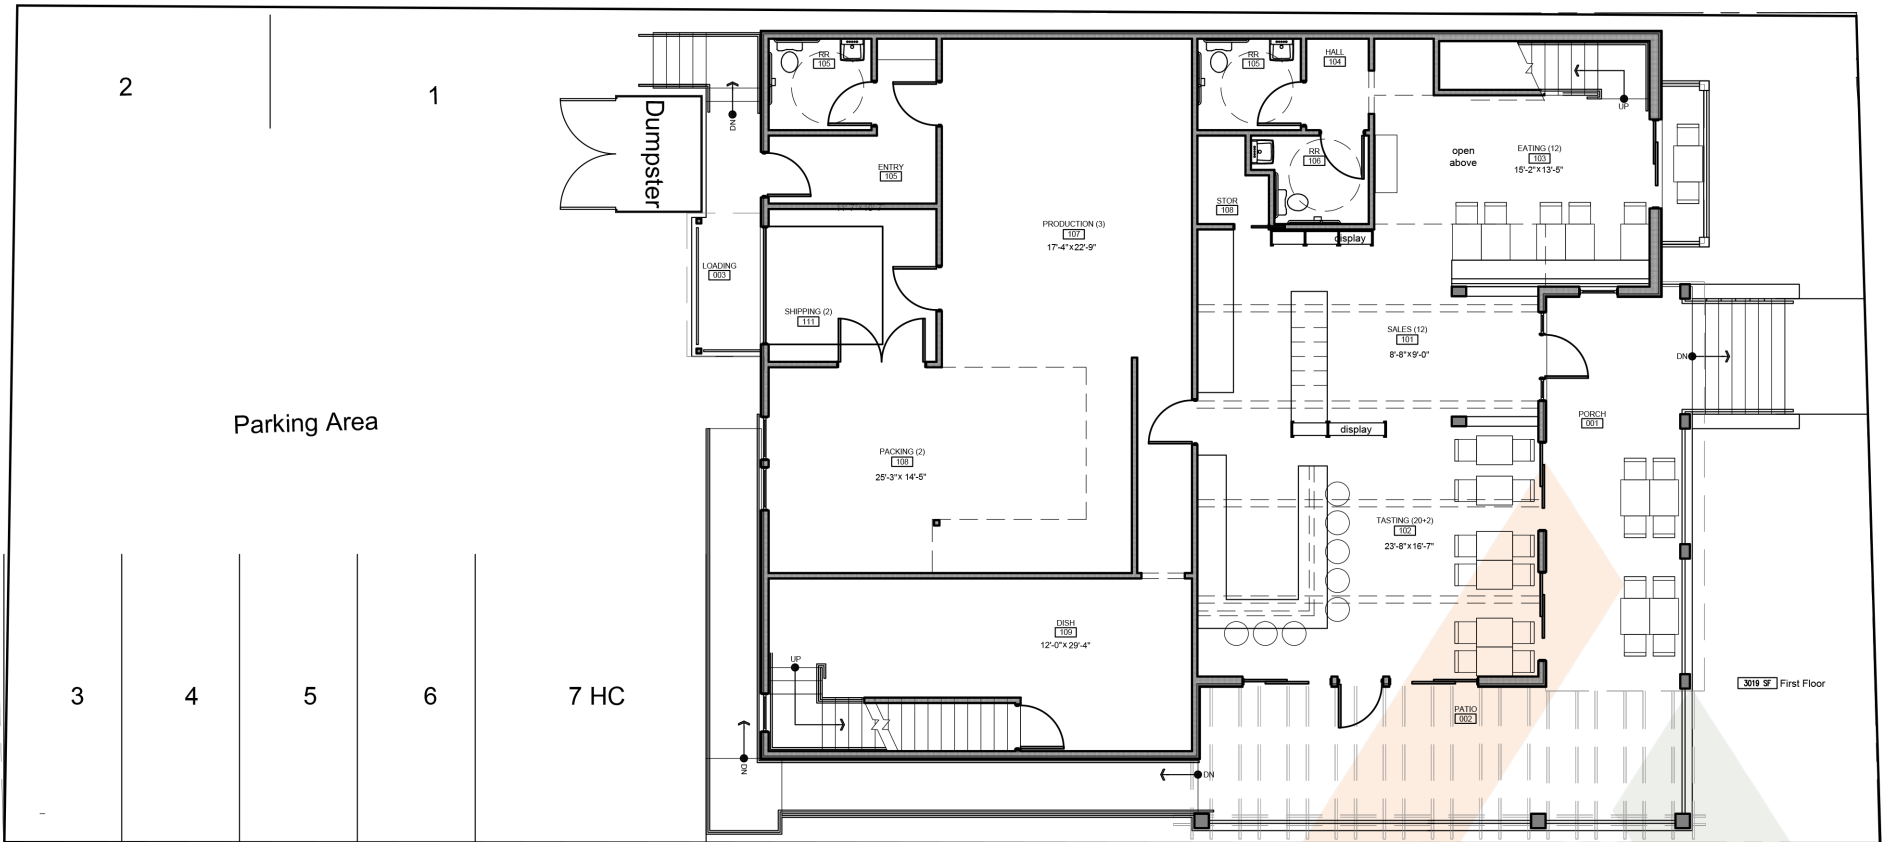 2
1
Dumpster
DN
RR
105
ENTRY
105
LOADING
003
SHIPPING (2)
111
PRODUCTION (3)
107
17'-4"x22'-9"
RR
105
HALL
104
RR
106
STOR
108
display
UP
open
above
EATING (12)
103
15'-2"x13'-5"
SALES (12)
101
8'-8"x9'-0"
DN
PORCH
001
display
Parking Area
PACKING (2)
108
25'-3"x 14'-5"
TASTING (20+2)
102
23'-8"x16'-7"
DISH
109
12'-0"x 29'-4"
UP
3
4
5
6
7 HC
DN
DN
PATIO
002
3019 SF First Floor